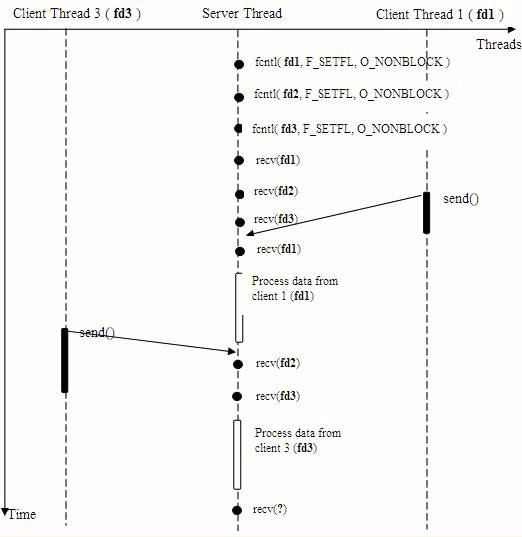 Client Thread 3 ( fd3)
Server Thread
Client Thread 1 ( fd1 )
Threads
fcntl( fd1, F_SETFL, O_NONBLOCK )
fcntl( fd2, F_SETFL, O_NONBLOCK )
fcntl( fd3, F_SETFL, O_NONBLOCK )
recv(fd1)
recv(fd2)
send()
recv(fd3)
recv(fd1)
Process data from
client 1 (fd1)
send()
recv(fd2)
recv(fd3)
Process data from
client 3 (fd3)
recv(?)
Time